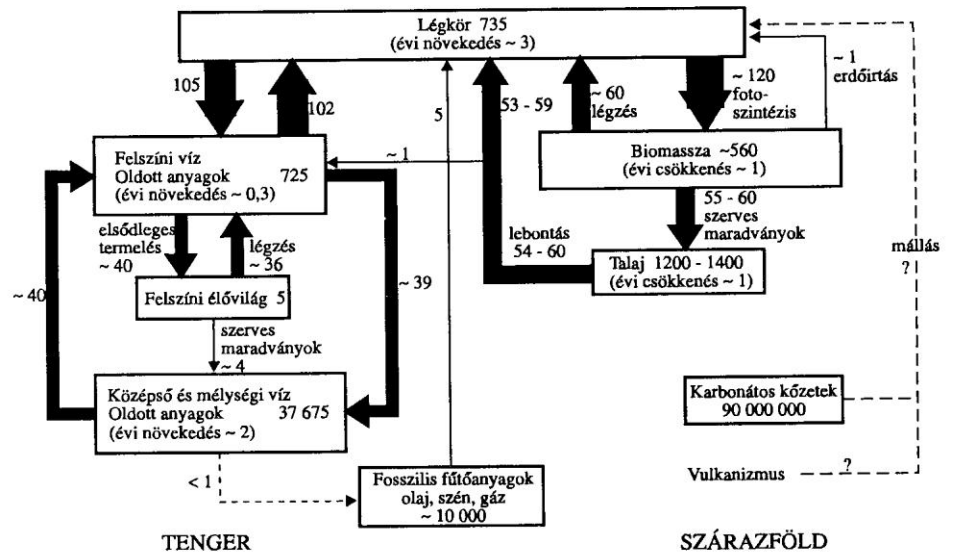 Légkör 735
(évi növekedés ~ 3)
105
102
5
53 - 59
~ 60
légzés
~ 120
foto-
szintézis
~ 1
erdőirtás
Felszíni víz
Oldott anyagok 725
(évi növekedés ~ 0,3)
~ 1
Biomassza ~560
(évi csökkenés ~ 1)
elsődleges
termelés
~ 40
légzés
~ 36
lebontás
54 - 60
55 - 60
szerves
maradványok
mállás
?
~ 40
~ 39
Felszíni élővilág 5
Talaj 1200 - 1400
(évi csökkenés ~ 1)
szerves
maradványok
~ 4
Középső és mélységi víz
Oldott anyagok 37 675
(évi növekedés ~ 2)
Karbonátos kőzetek
90 000 000
< 1
Fosszilis fűtőanyagok
olaj, szén, gáz
~ 10 000
Vulkanizmus
?
TENGER
SZÁRAZFÖLD